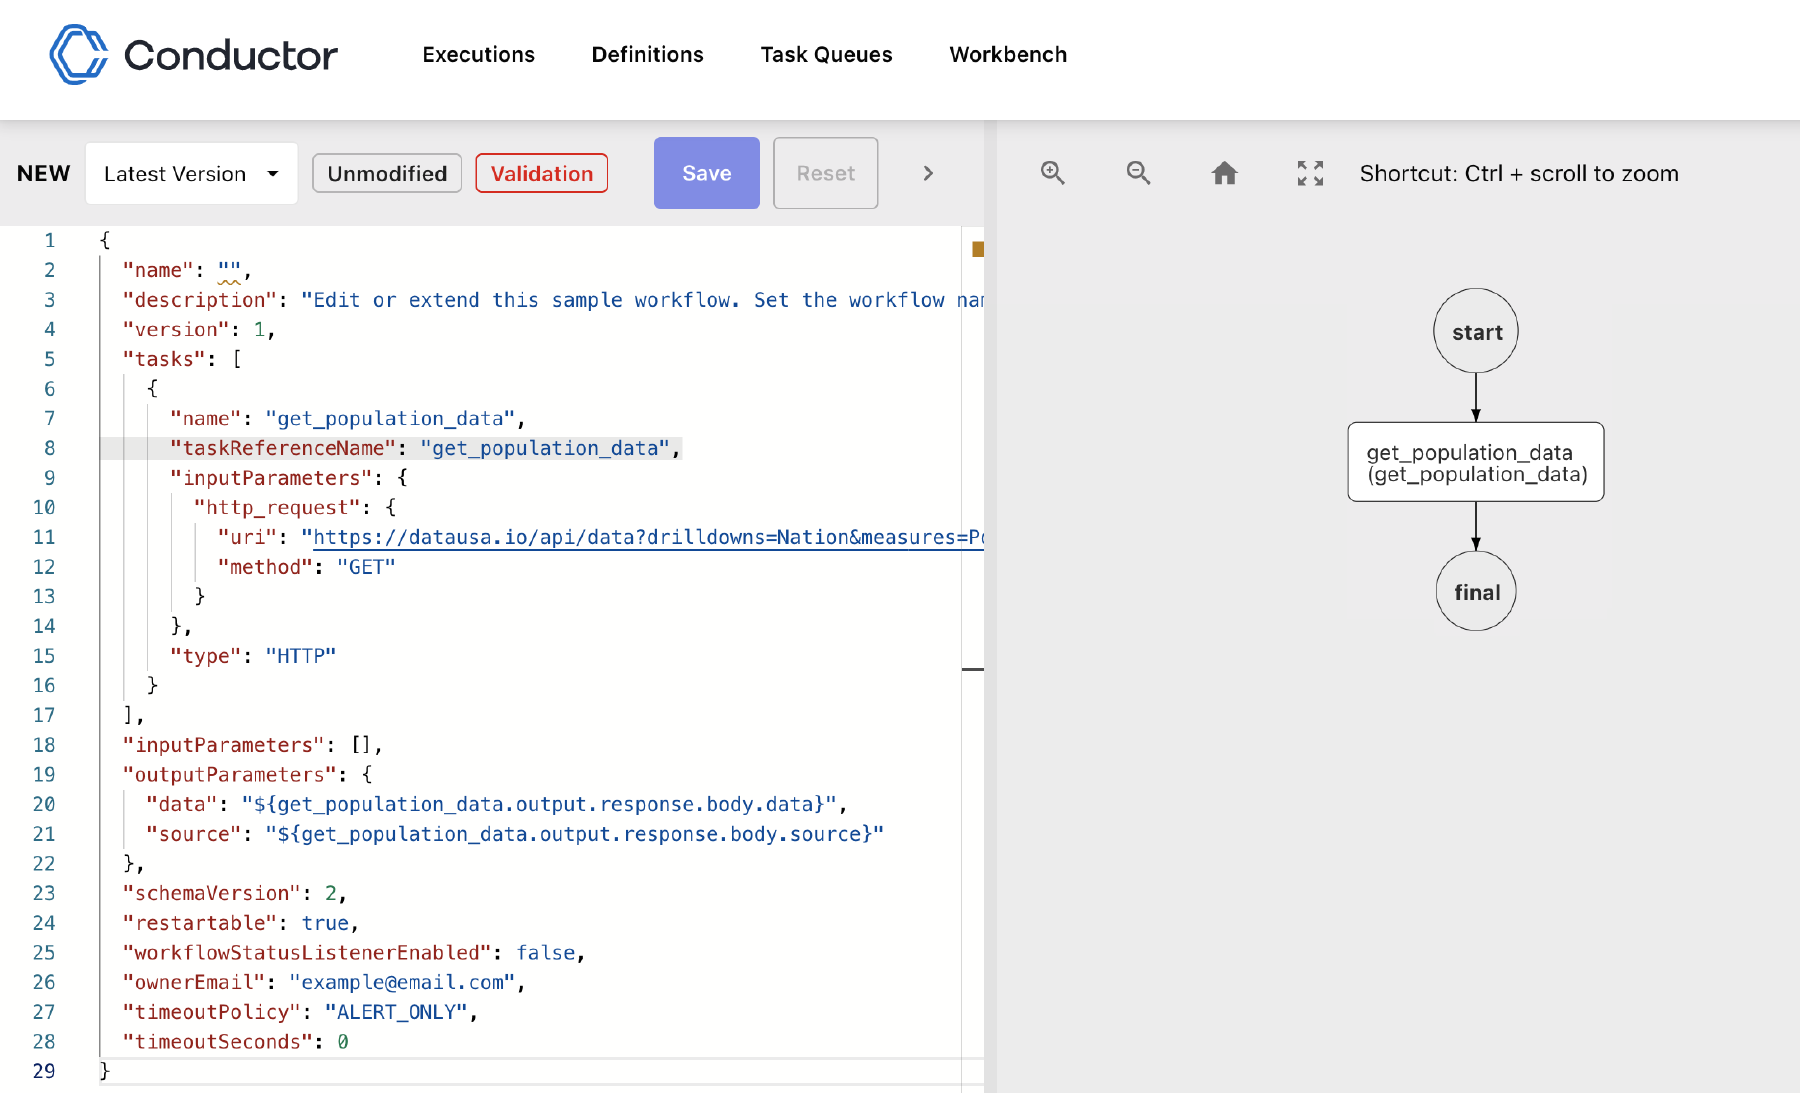 Conductor
Executions
Definitions
Task Queues
Workbench
NEW
Latest Version
Unmodified
Validation
Save
Reset
Shortcut: Ctrl + scroll to zoom
1 {
2 "name": "",
3 "description": "Edit or extend this sample workflow. Set the workflow nam
4 "version": 1,
5 "tasks": [
6 {
7 "name": "get_population_data",
8 "taskReferenceName": "get_population_data",
9 "inputParameters": {
10 "http_request": {
11 "uri": "https://datausa.io/api/data?drilldowns=Nation&measures=Po
12 "method": "GET"
13 }
14 },
15 "type": "HTTP"
16 }
17 ],
18 "inputParameters": [],
19 "outputParameters": {
20 "data": "${get_population_data.output.response.body.data}",
21 "source": "${get_population_data.output.response.body.source}"
22 },
23 "schemaVersion": 2,
24 "restartable": true,
25 "workflowStatusListenerEnabled": false,
26 "ownerEmail": "example@email.com",
27 "timeoutPolicy": "ALERT_ONLY",
28 "timeoutSeconds": 0
29 }
start
get_population_data
(get_population_data)
final